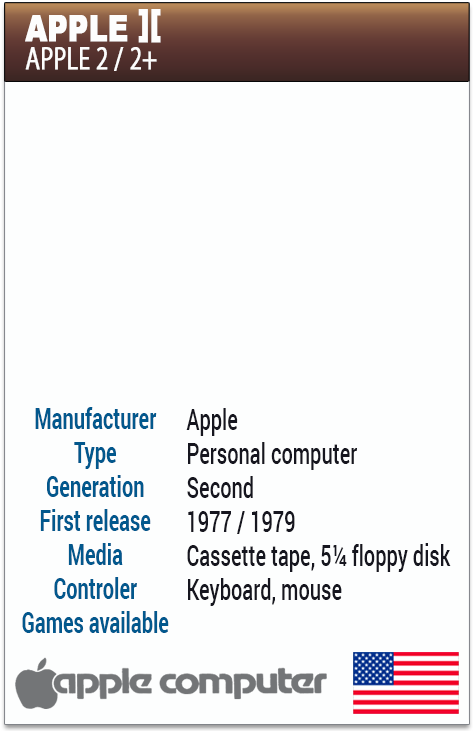 APPLE ][
APPLE 2 / 2+
Manufacturer Apple
Type Personal computer
Generation Second
First release 1977 / 1979
Media Cassette tape, 5¼ floppy disk
Controler Keyboard, mouse
Games available
apple computer